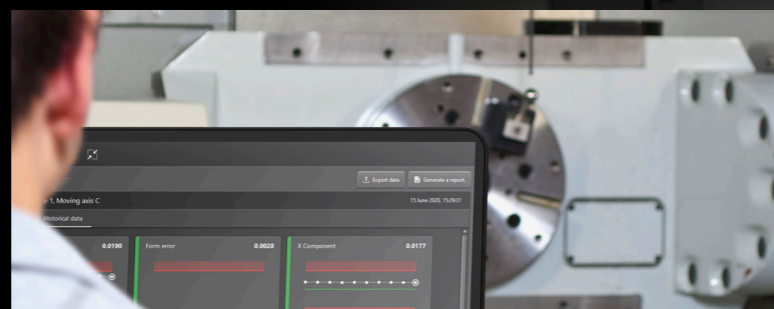 Export data Generate a report.
r 1, Moving axis C 15 June 2020, 15:29:31
Historical data
0.0190 Form error 0.0028 X Component 0.0177